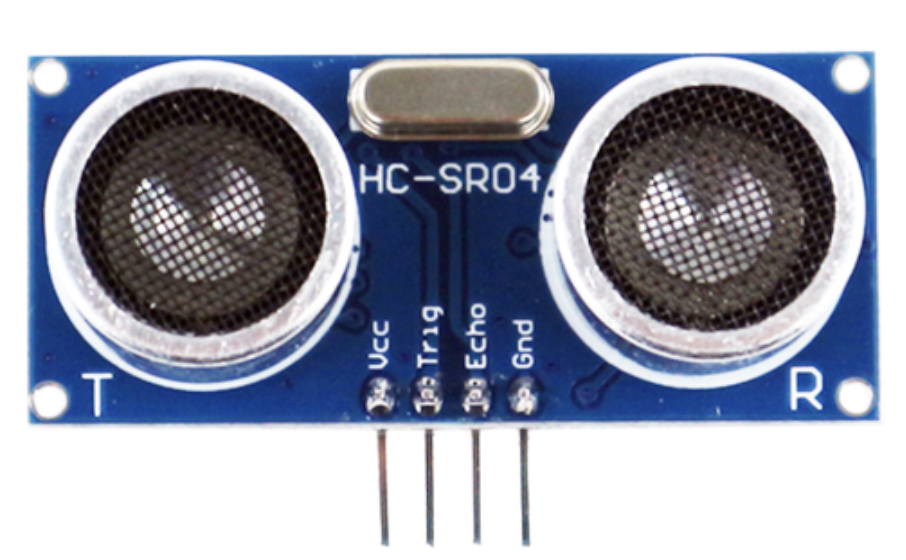 HC-SR04
Vcc
Trig
Echo
Gnd
T
R